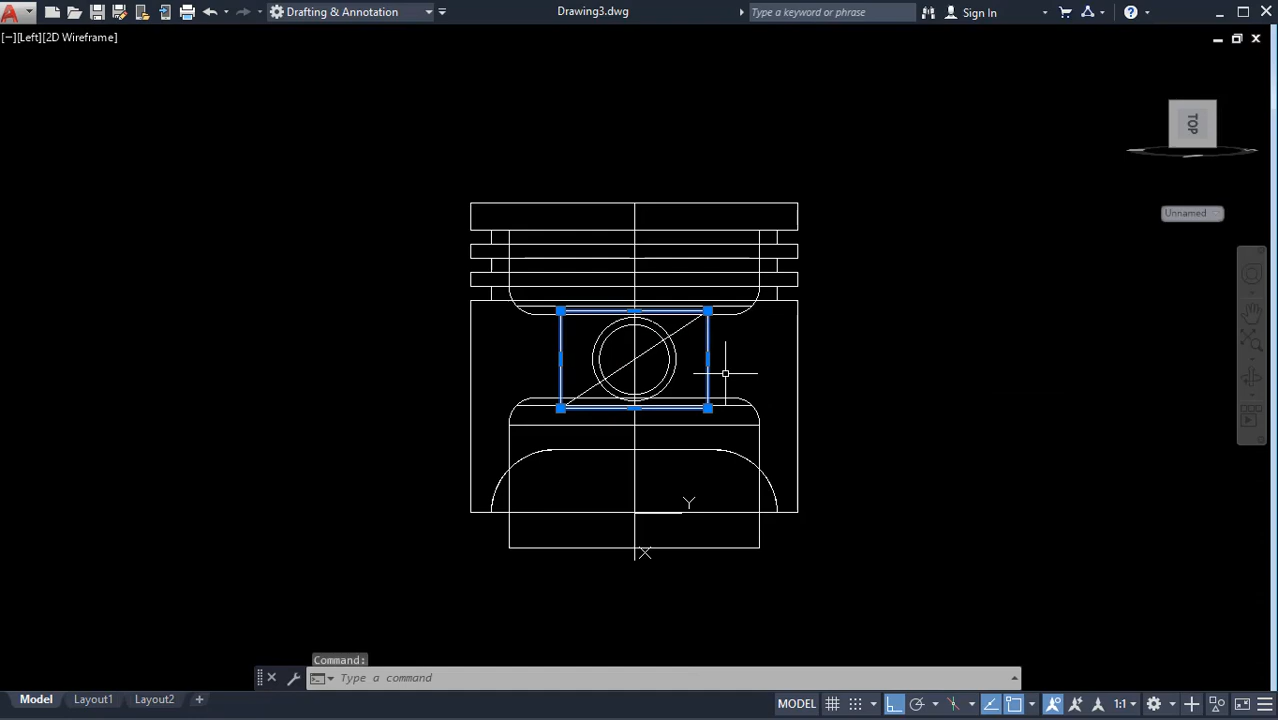 Drafting & Annotation
Drawing3.dwg
Type a keyword or phrase
Sign In
[−][Left][2D Wireframe]
TOP
Unnamed
Y
X
Command:
Type a command
Model
Layout1
Layout2
MODEL
1:1